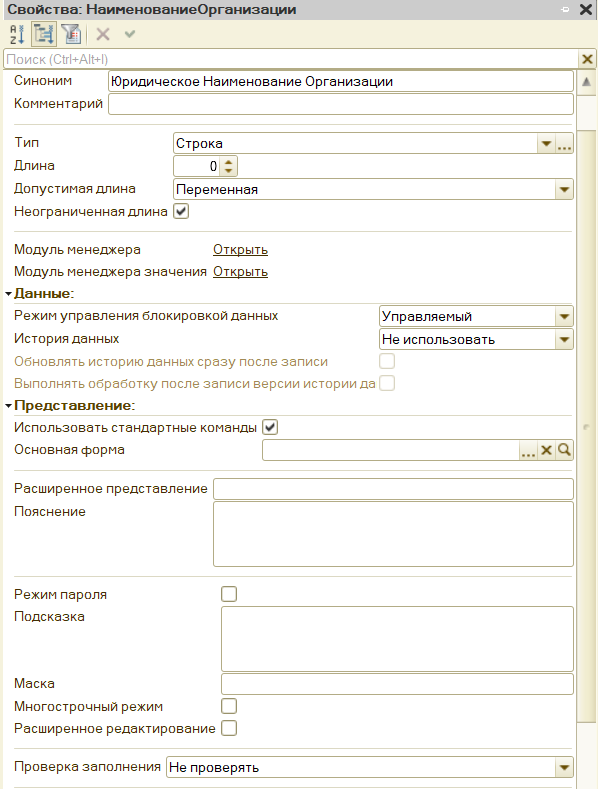 Свойства: НаименованиеОрганизации
Поиск (Ctrl+Alt+I)
Синоним Юридическое Наименование Организации
Комментарий
Тип Строка
Длина 0
Допустимая длина Переменная
Неограниченная длина
Модуль менеджера Открыть
Модуль менеджера значения Открыть
Данные:
Режим управления блокировкой данных Управляемый
История данных Не использовать
Обновлять историю данных сразу после записи
Выполнять обработку после записи версии истории да
Представление:
Использовать стандартные команды
Основная форма
Расширенное представление
Пояснение
Режим пароля
Подсказка
Маска
Многострочный режим
Расширенное редактирование
Проверка заполнения Не проверять